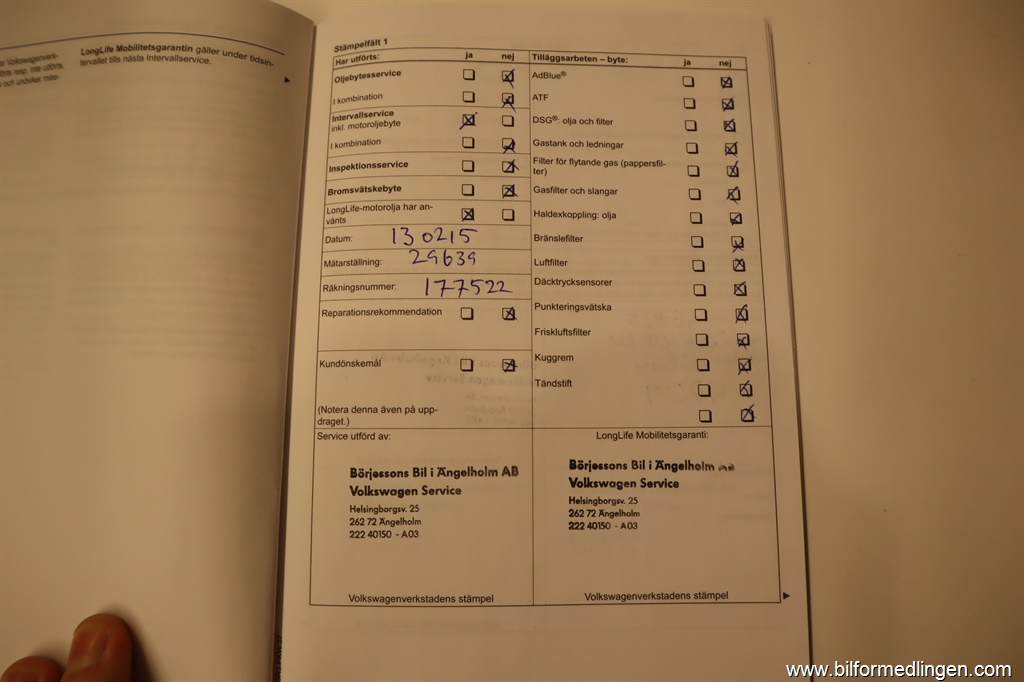 LongLife Mobilitetsgarantin gäller under tidsin-
tervallet tills nästa Intervallservice.
Stämpelfält 1
Har utförts: ja nej
Oljebytesservice
I kombination
Intervallservice
inkl. motoroljebyte
I kombination
Inspektionsservice
Bromsvätskebyte
LongLife-motorolja har an-
vänts
Datum: 130215
Mätarställning: 29639
Räkningsnummer: 177522
Reparationsrekommendation
Kundönskemål
(Notera denna även på upp-
draget.)
Tilläggsarbeten – byte: ja nej
AdBlue®
ATF
DSG®: olja och filter
Gastank och ledningar
Filter för flytande gas (pappersfil-
ter)
Gasfilter och slangar
Haldexkoppling: olja
Bränslefilter
Luftfilter
Däcktrycksensorer
Punkteringsvätska
Friskluftsfilter
Kuggrem
Tändstift
Service utförd av:
Börjessons Bil i Ängelholm AB
Volkswagen Service
Helsingborgsv. 25
262 72 Ängelholm
222 40150 - A03
Volkswagenverkstadens stämpel
LongLife Mobilitetsgaranti:
Börjessons Bil i Ängelholm AB
Volkswagen Service
Helsingborgsv. 25
262 72 Ängelholm
222 40150 - A03
Volkswagenverkstadens stämpel
www.bilformedlingen.com